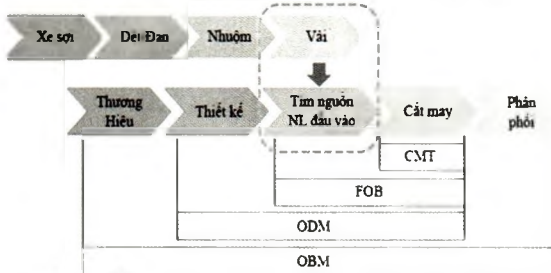 Xe sợi
Dệt Đan
Nhuộm
Vải
Thương
Hiệu
Thiết kế
Tìm nguồn
NL đầu vào
Cắt may
Phân
phối
CMT
FOB
ODM
OBM